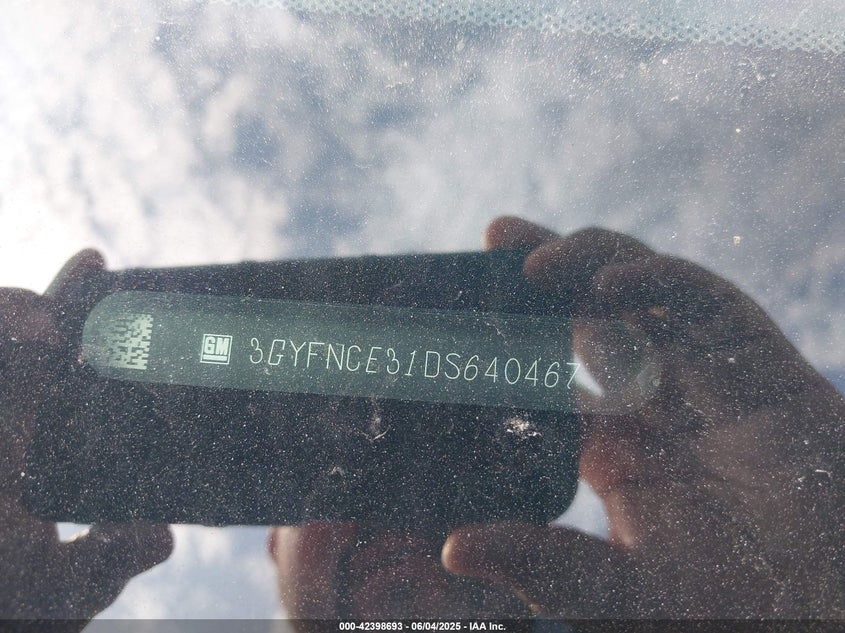 GM 3GYFNCE31DS640467
000-42398693 - 06/04/2025 - IAA Inc.